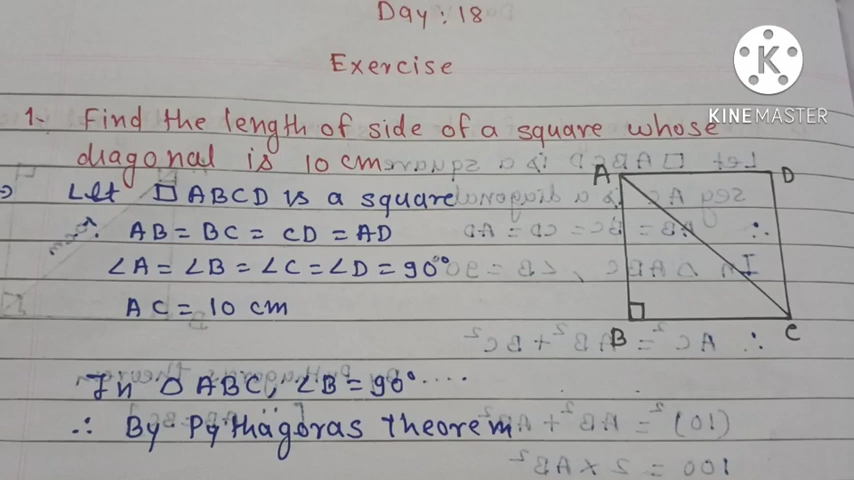 Day: 18
Exercise
KINEMASTER
1. Find the length of side of a square whose
diagonal is 10 cm
Let □ ABCD is a square
∴ AB = BC = CD = AD
∠A = ∠B = ∠C = ∠D = 90°
AC = 10 cm
A D
B C
In △ ABC, ∠B = 90° ....
∴ By Pythagoras theorem